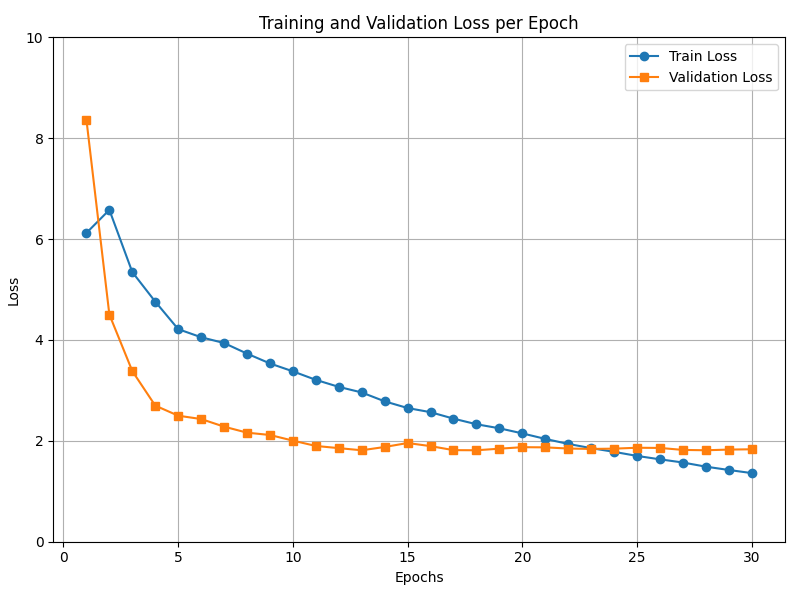 Training and Validation Loss per Epoch
Train Loss
Validation Loss
Loss
10
8
6
4
2
0
0 5 10 15 20 25 30
Epochs